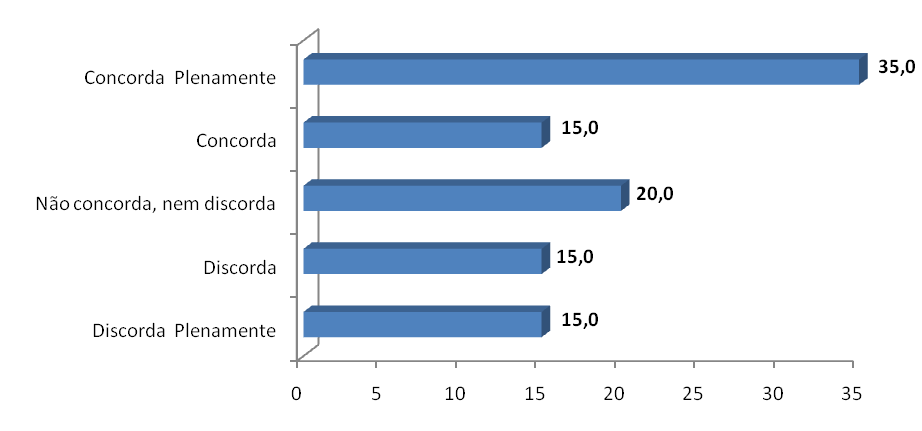 Concorda Plenamente 35,0
Concorda 15,0
Não concorda, nem discorda 20,0
Discorda 15,0
Discorda Plenamente 15,0
0 5 10 15 20 25 30 35